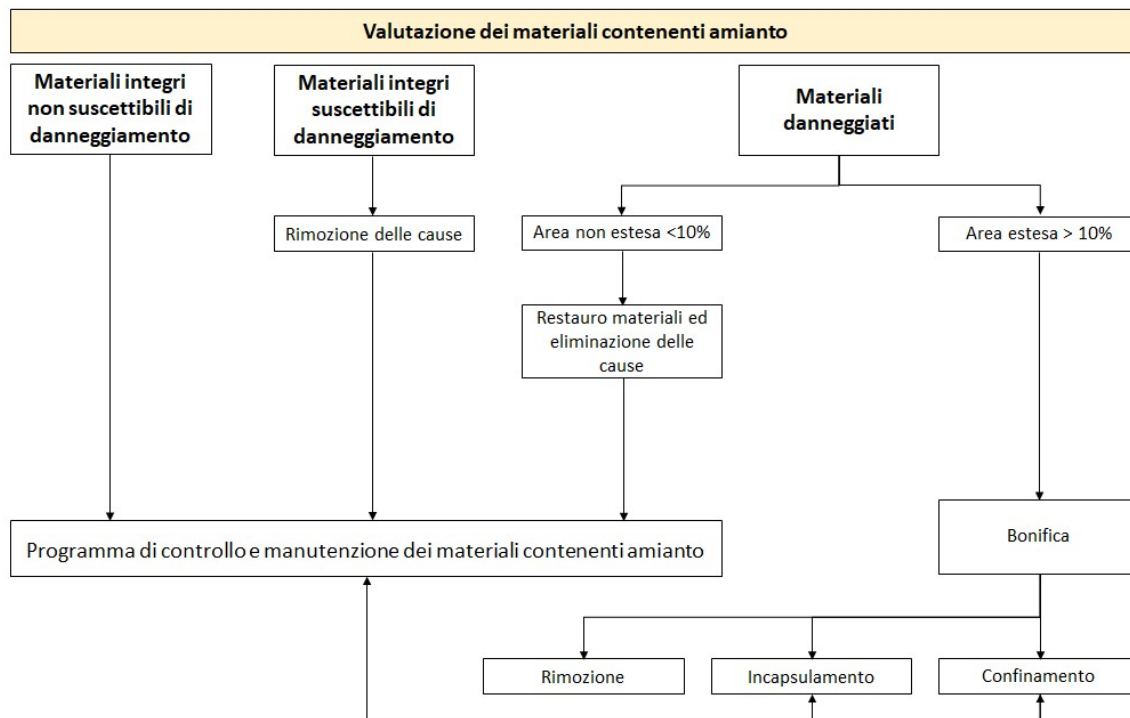 Valutazione dei materiali contenenti amianto
Materiali integri
non suscettibili di
danneggiamento
Materiali integri
suscettibili di
danneggiamento
Materiali
danneggiati
Rimozione delle cause
Area non estesa <10%
Area estesa > 10%
Restauro materiali ed
eliminazione delle
cause
Programma di controllo e manutenzione dei materiali contenenti amianto
Bonifica
Rimozione
Incapsulamento
Confinamento